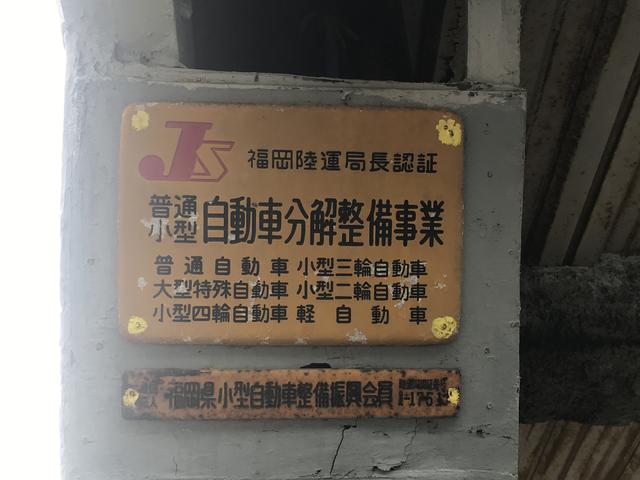 JS 福岡陸運局長認証
普通
小型 自動車分解整備事業
普通自動車 小型三輪自動車
大型特殊自動車 小型二輪自動車
小型四輪自動車 軽自動車
福岡県小型自動車整備振興会員
1-175